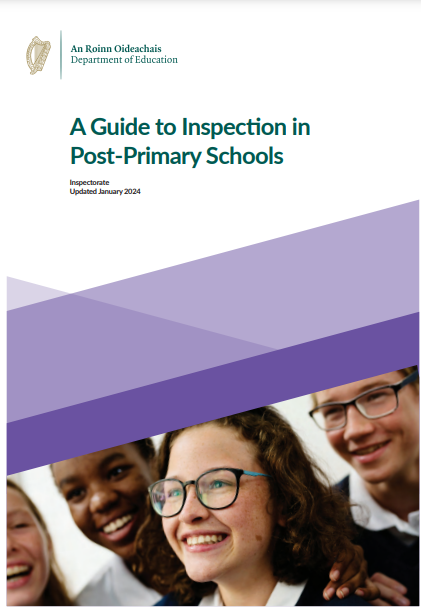 An Roinn Oideachais
Department of Education
A Guide to Inspection in
Post-Primary Schools
Inspectorate
Updated January 2024